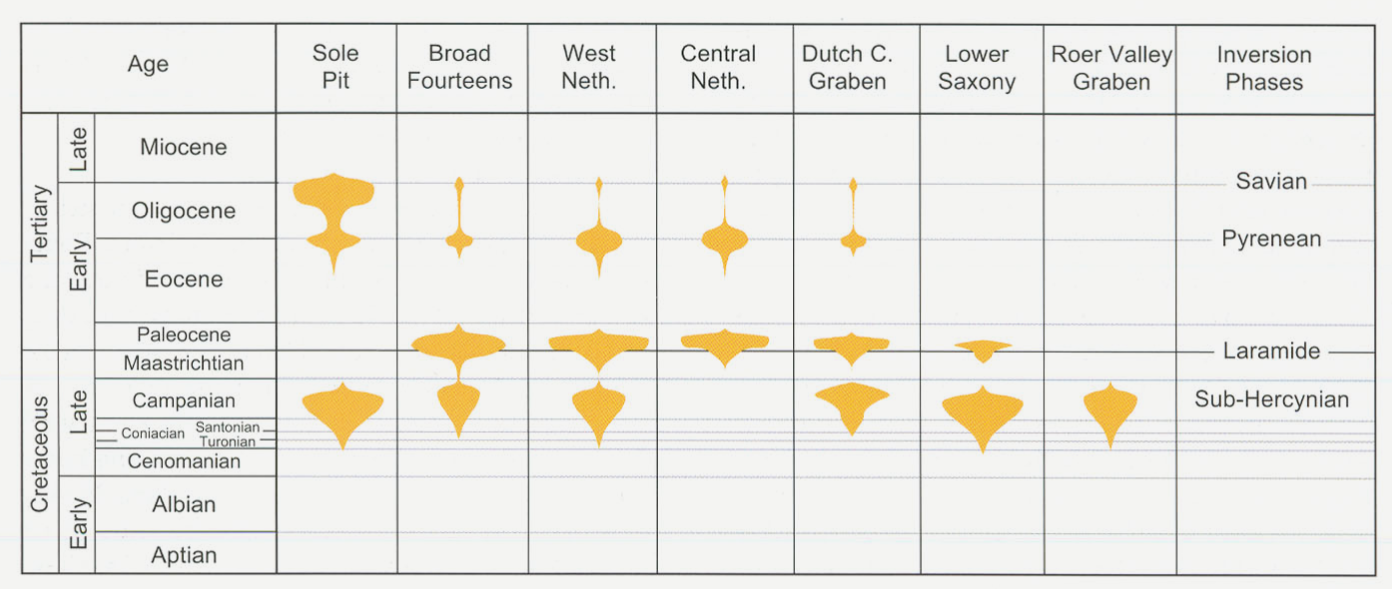 Age
Sole
Pit
Broad
Fourteens
West
Neth.
Central
Neth.
Dutch C.
Graben
Lower
Saxony
Roer Valley
Graben
Inversion
Phases
Tertiary
Late
Miocene
Savian
Early
Oligocene
Pyrenean
Eocene
Paleocene
Laramide
Cretaceous
Late
Maastrichtian
Campanian
Sub-Hercynian
Santonian
Coniacian
Turonian
Cenomanian
Early
Albian
Aptian